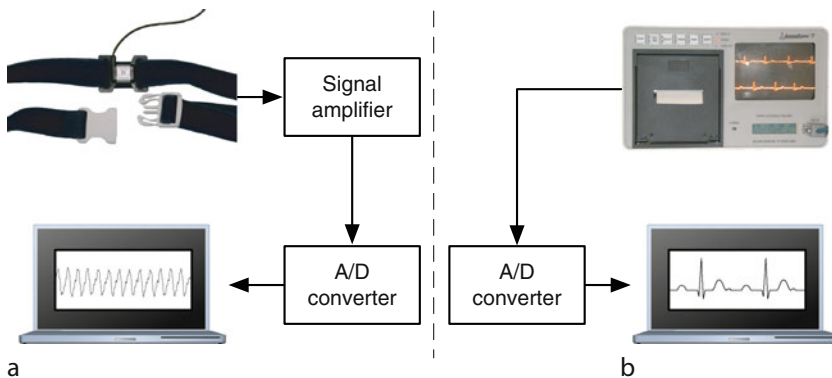 Signal
amplifier
A/D
converter
A/D
converter
a
b